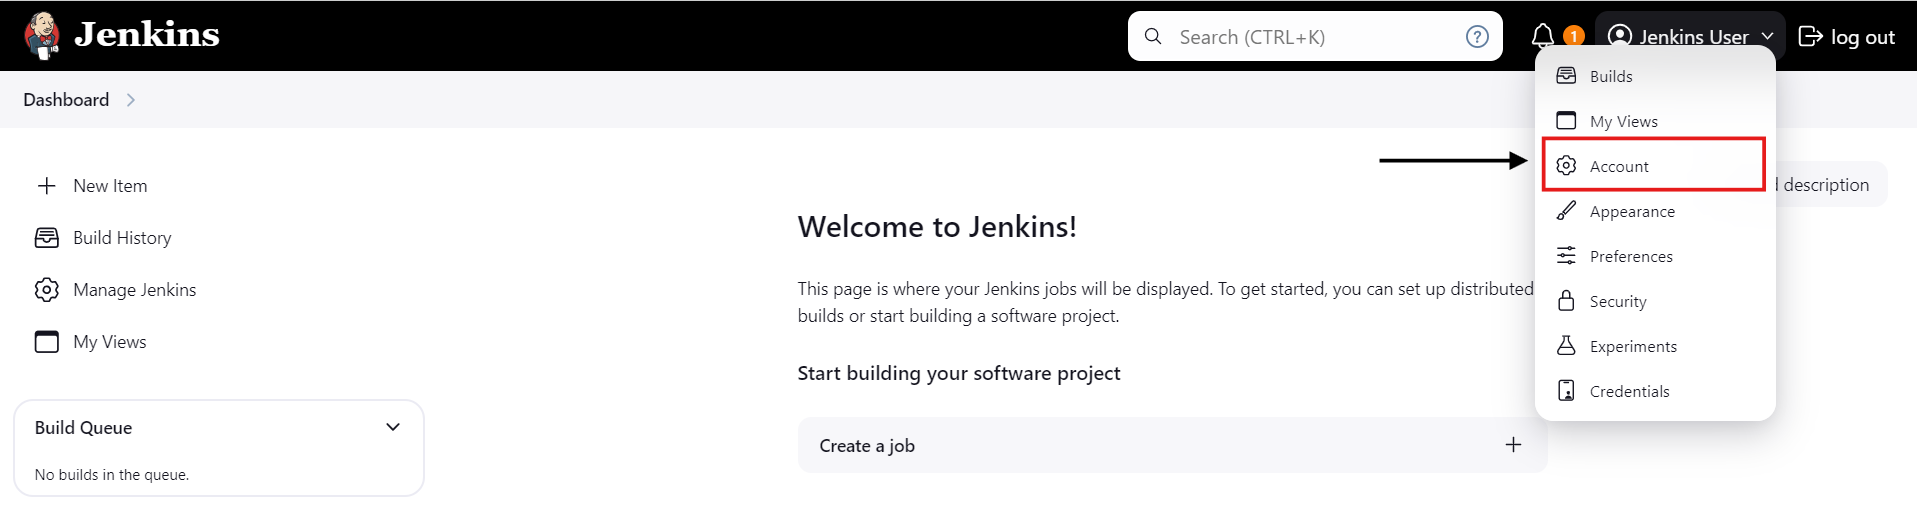 Jenkins
Search (CTRL+K)
?
1
Jenkins User
log out
Dashboard
Builds
My Views
Account
Appearance
Preferences
Security
Experiments
Credentials
description
New Item
Build History
Manage Jenkins
My Views
Build Queue
No builds in the queue.
Welcome to Jenkins!
This page is where your Jenkins jobs will be displayed. To get started, you can set up distributed
builds or start building a software project.
Start building your software project
Create a job